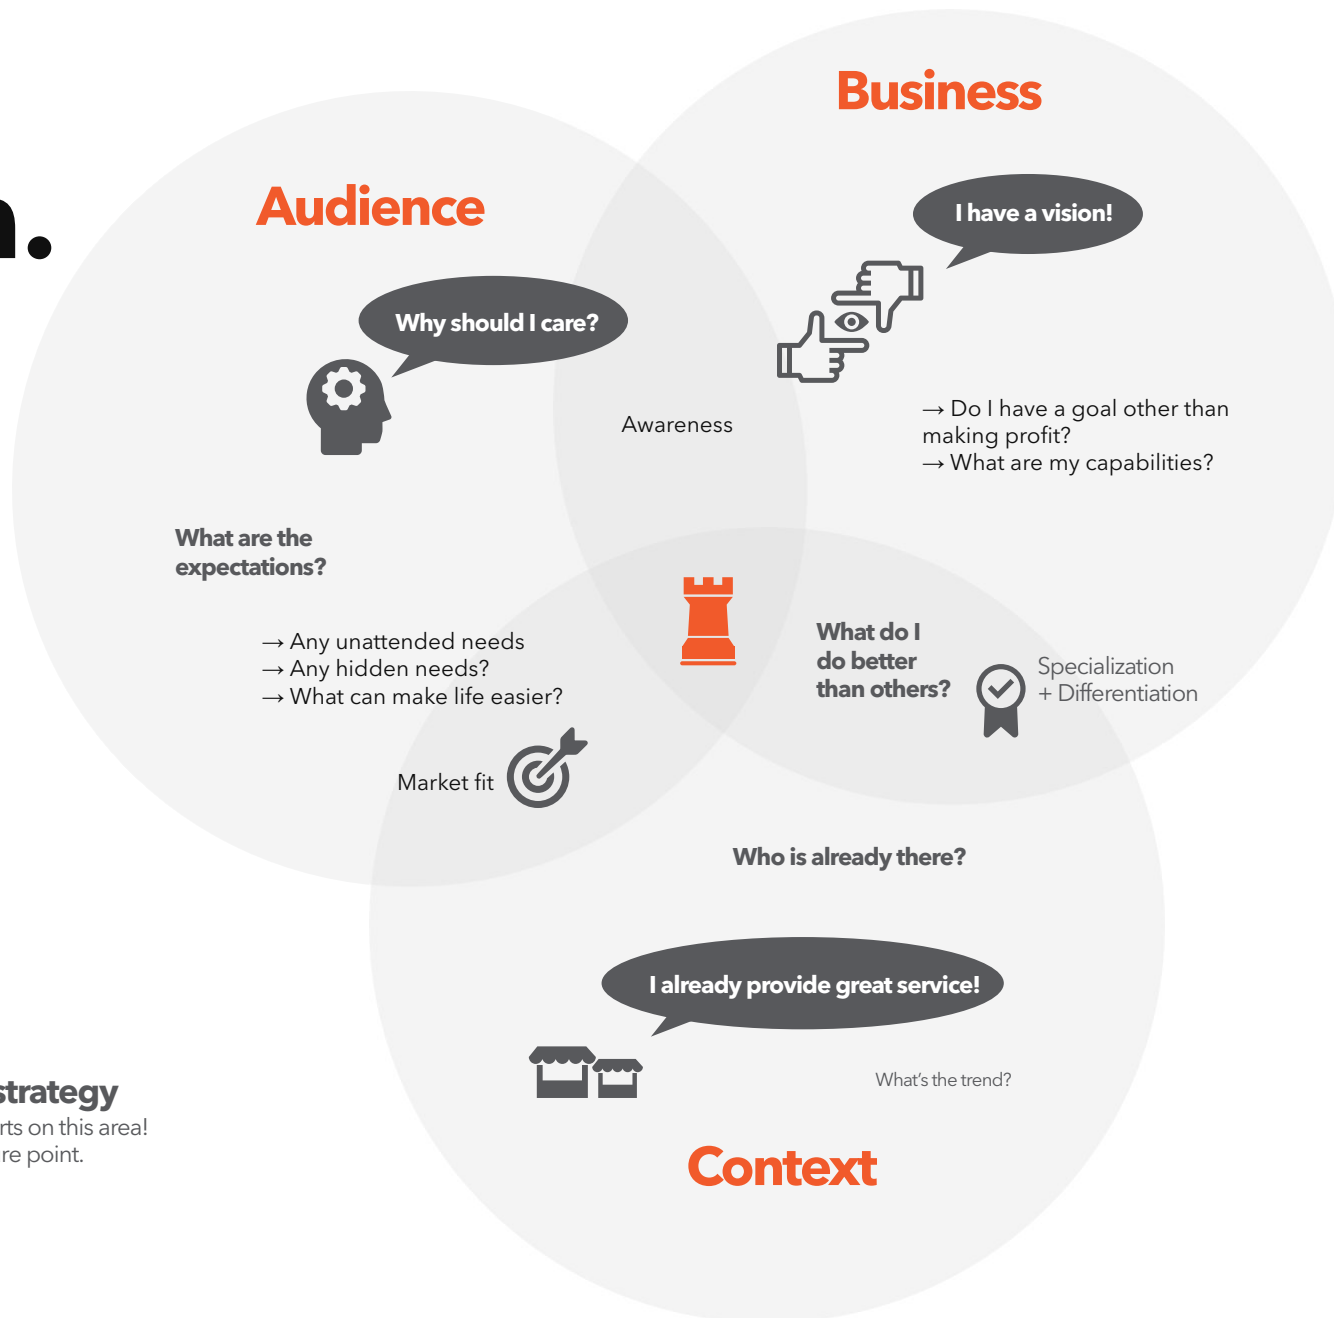 Business
I have a vision!
Audience
Why should I care?
Awareness
→ Do I have a goal other than
making profit?
→ What are my capabilities?
What are the
expectations?
→ Any unattended needs
→ Any hidden needs?
→ What can make life easier?
What do I
do better
than others?
Specialization
+ Differentiation
Market fit
Who is already there?
I already provide great service!
What's the trend?
Context
strategy
on this area!
point.